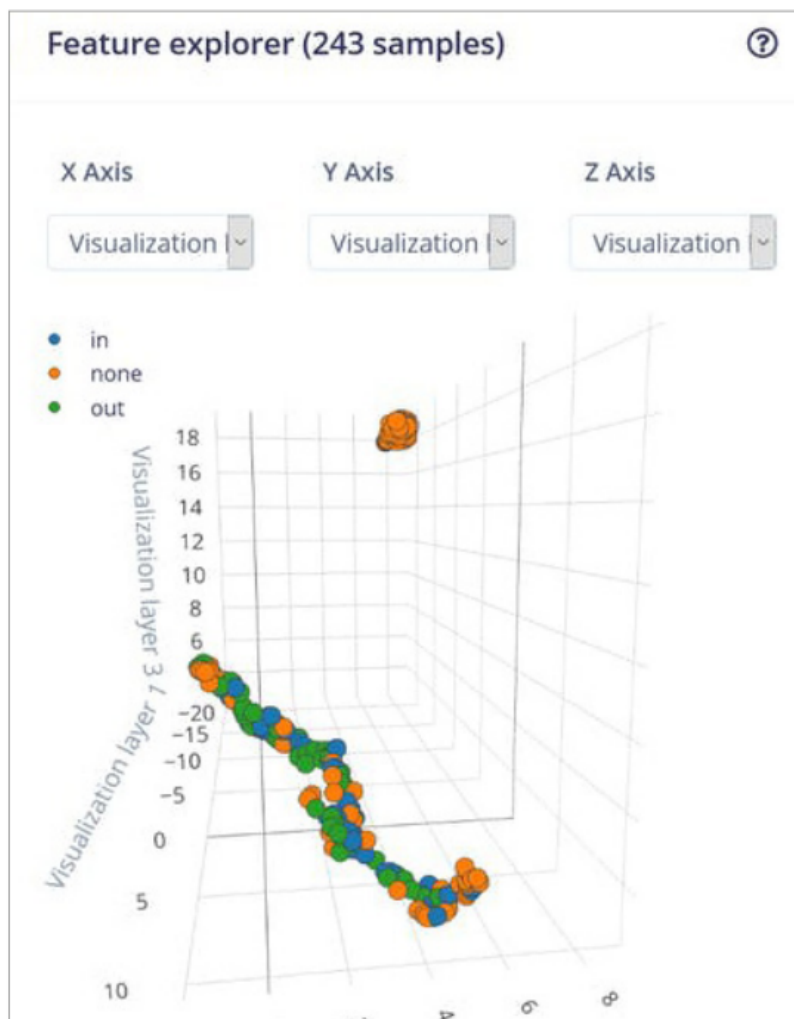 Feature explorer (243 samples)
X Axis
Y Axis
Z Axis
Visualization
Visualization
Visualization
in
none
out
18
16
14
12
10
8
6
Visualization layer 3
-20
-15
-10
-5
0
5
10
Visualization layer
4
6
8